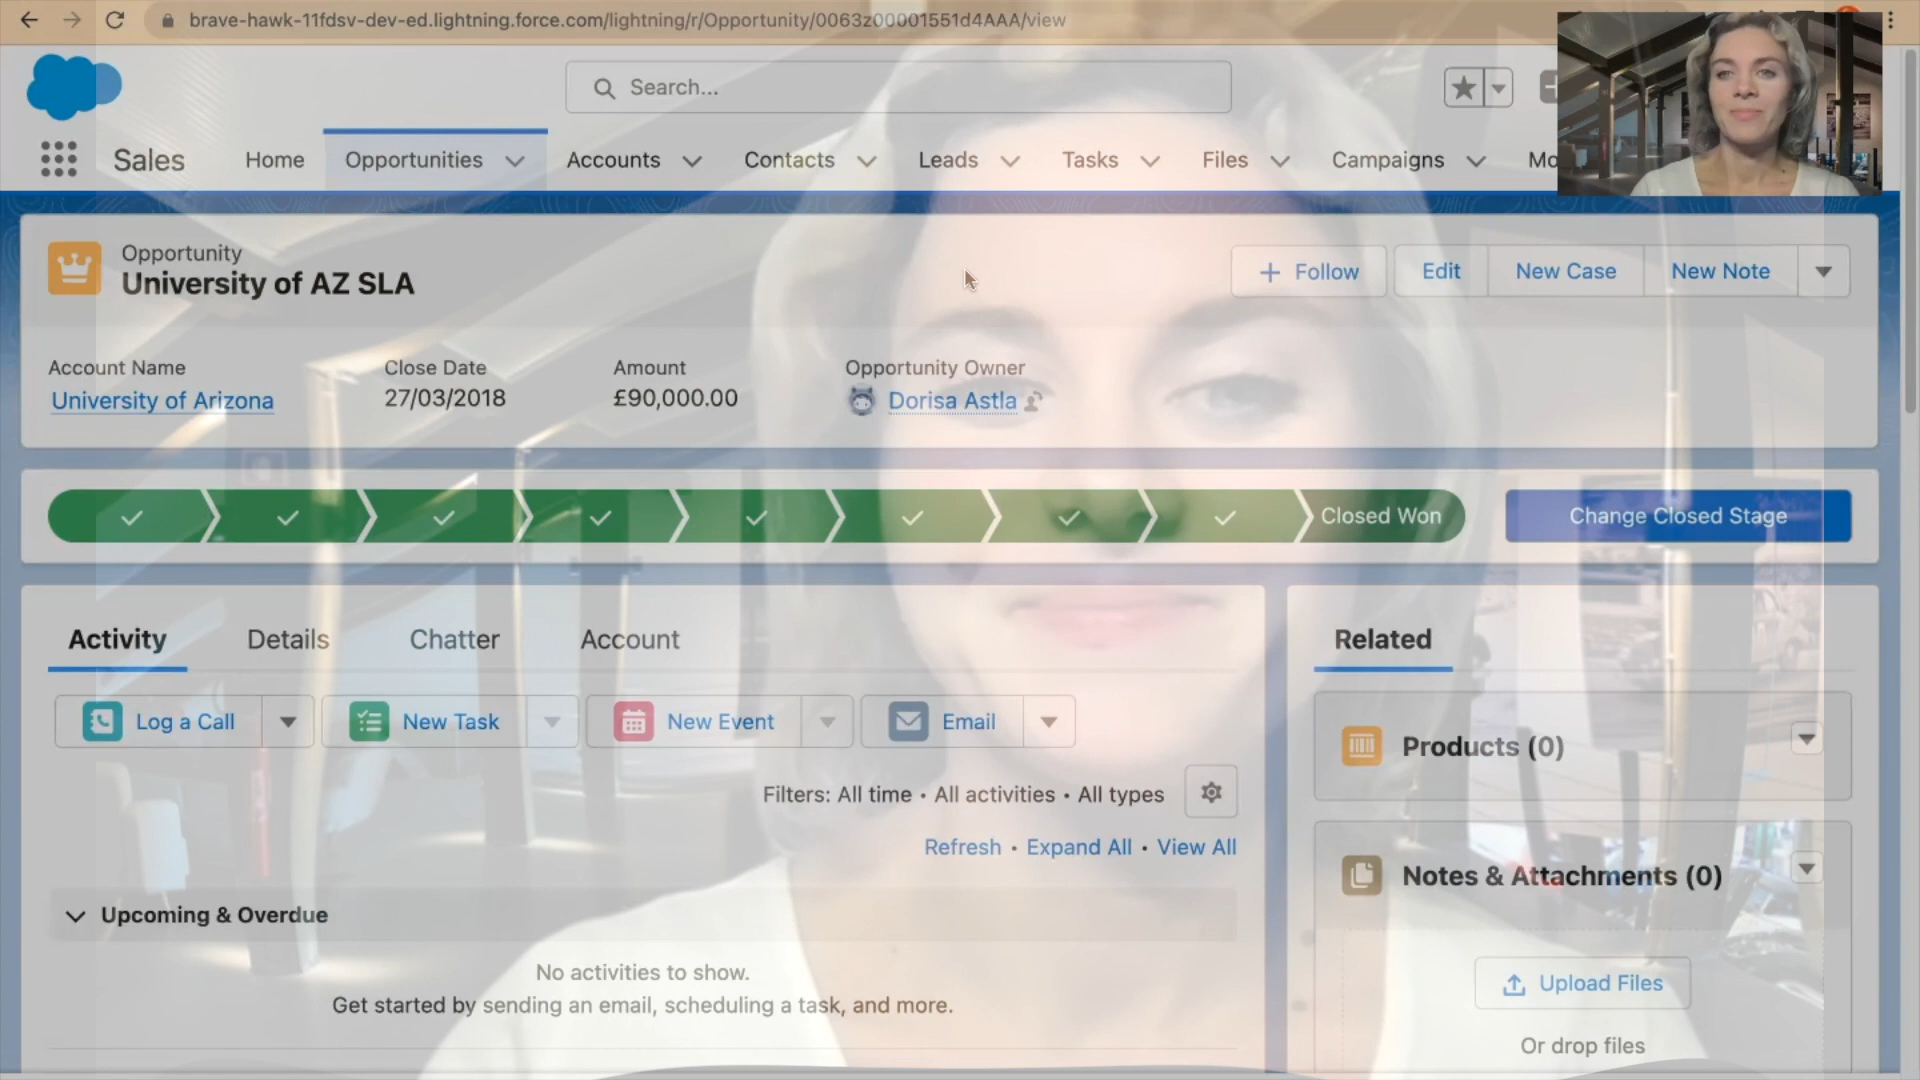 brave-hawk-11fdsv-dev-ed.lightning.force.com/lightning/r/Opportunity/0063z00001551d4AAA/view
Search...
Sales Home Opportunities Accounts Contacts Leads Tasks Files Campaigns Mo
Opportunity
University of AZ SLA
Follow Edit New Case New Note
Account Name Close Date Amount Opportunity Owner
University of Arizona 27/03/2018 £90,000.00 Dorisa Astla
Closed Won Change Closed Stage
Activity Details Chatter Account Related
Log a Call New Task New Event Email
Products (0)
Filters: All time • All activities • All types
Refresh • Expand All • View All
Notes & Attachments (0)
Upcoming & Overdue
No activities to show.
Get started by sending an email, scheduling a task, and more.
Upload Files
Or drop files